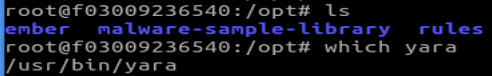 root@f03009236540:/opt# ls
ember  malware-sample-library  rules
root@f03009236540:/opt# which yara
/usr/bin/yara